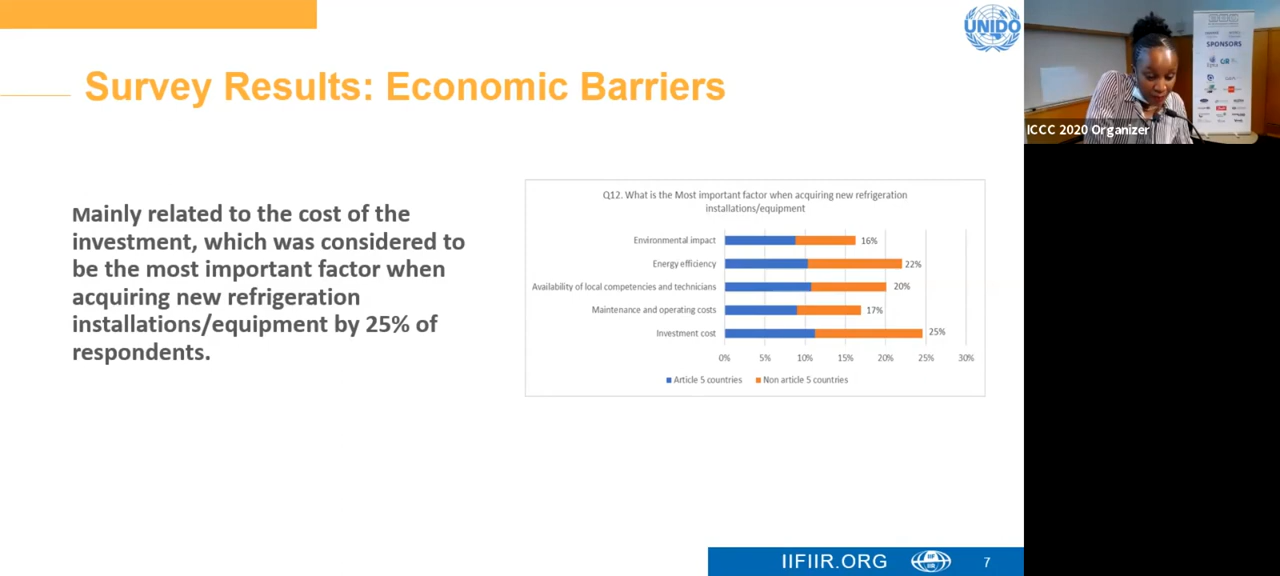 UNIDO
Survey Results: Economic Barriers
Mainly related to the cost of the
investment, which was considered to
be the most important factor when
acquiring new refrigeration
installations/equipment by 25% of
respondents.
Q12. What is the Most important factor when acquiring new refrigeration
installations/equipment
Environmental impact 16%
Energy efficiency 22%
Availability of local competencies and technicians 20%
Maintenance and operating costs 17%
Investment cost 25%
0% 5% 10% 15% 20% 25% 30%
Article 5 countries Non article 5 countries
IIFIIR.ORG IIF IIR 7
SPONSORS
ICCC 2020 Organizer